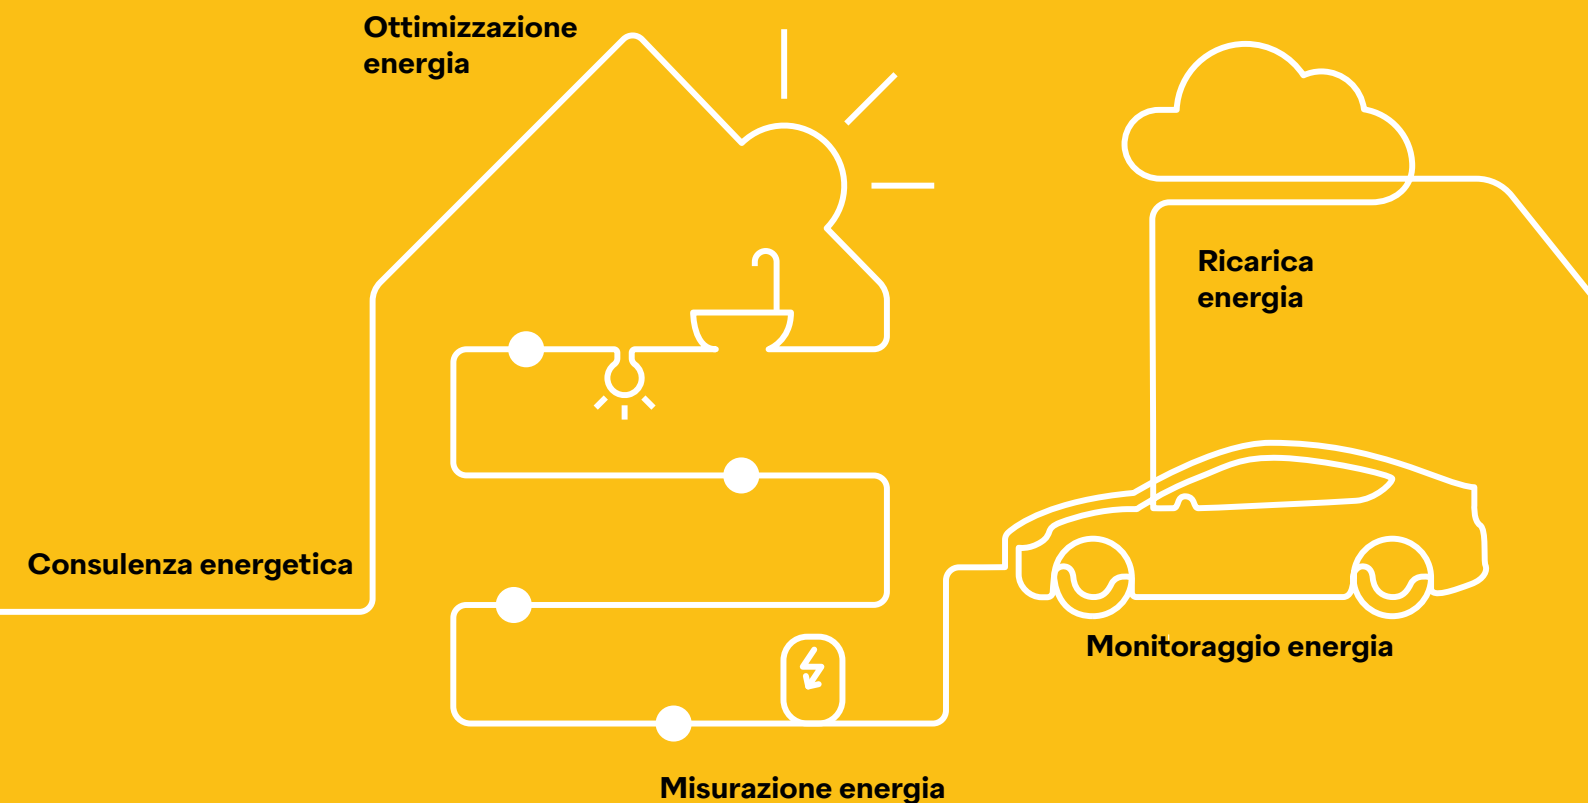 Ottimizzazione
energia
Ricarica
energia
Consulenza energetica
Monitoraggio energia
Misurazione energia